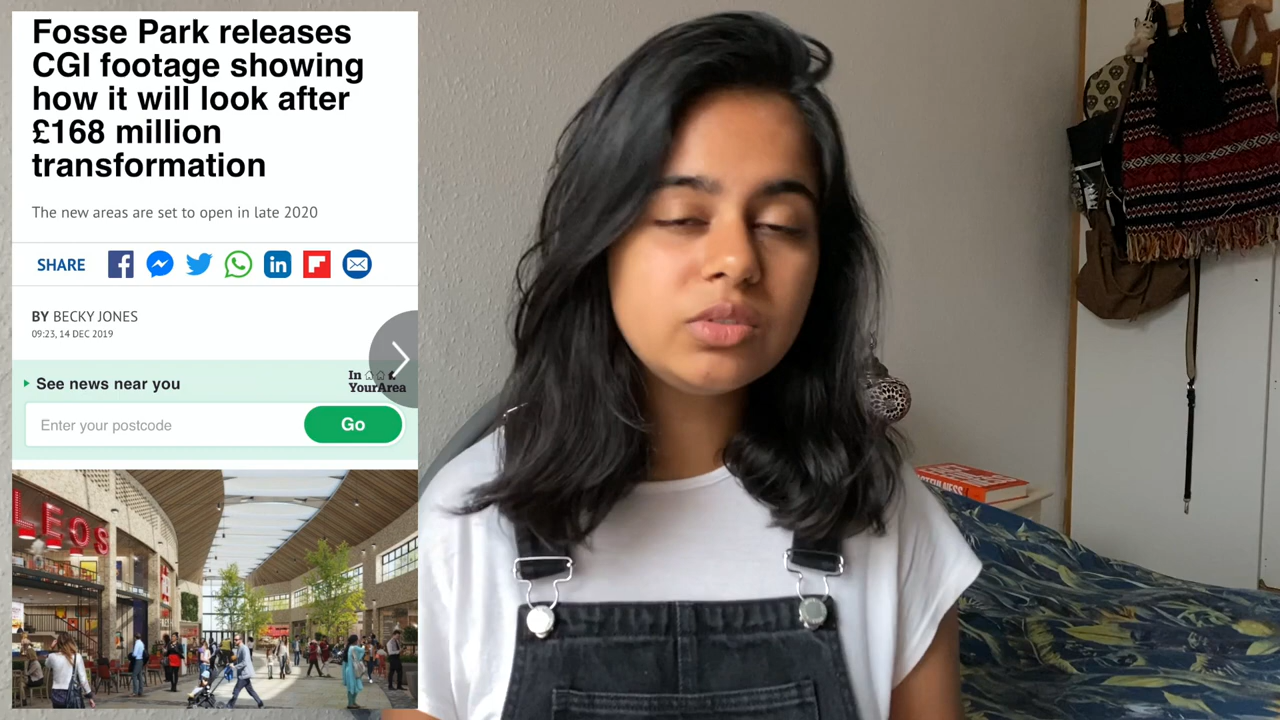 Fosse Park releases
CGI footage showing
how it will look after
£168 million
transformation
The new areas are set to open in late 2020
SHARE
BY BECKY JONES
09:23, 14 DEC 2019
See news near you
In
YourArea
Enter your postcode
Go
LEOS